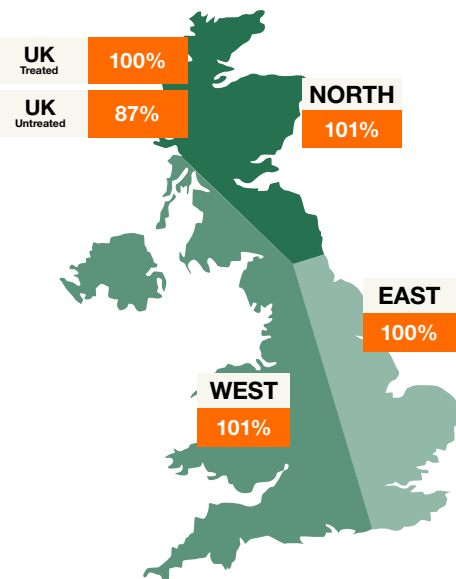 UK
Treated
100%
UK
Untreated
87%
NORTH
101%
EAST
100%
WEST
101%